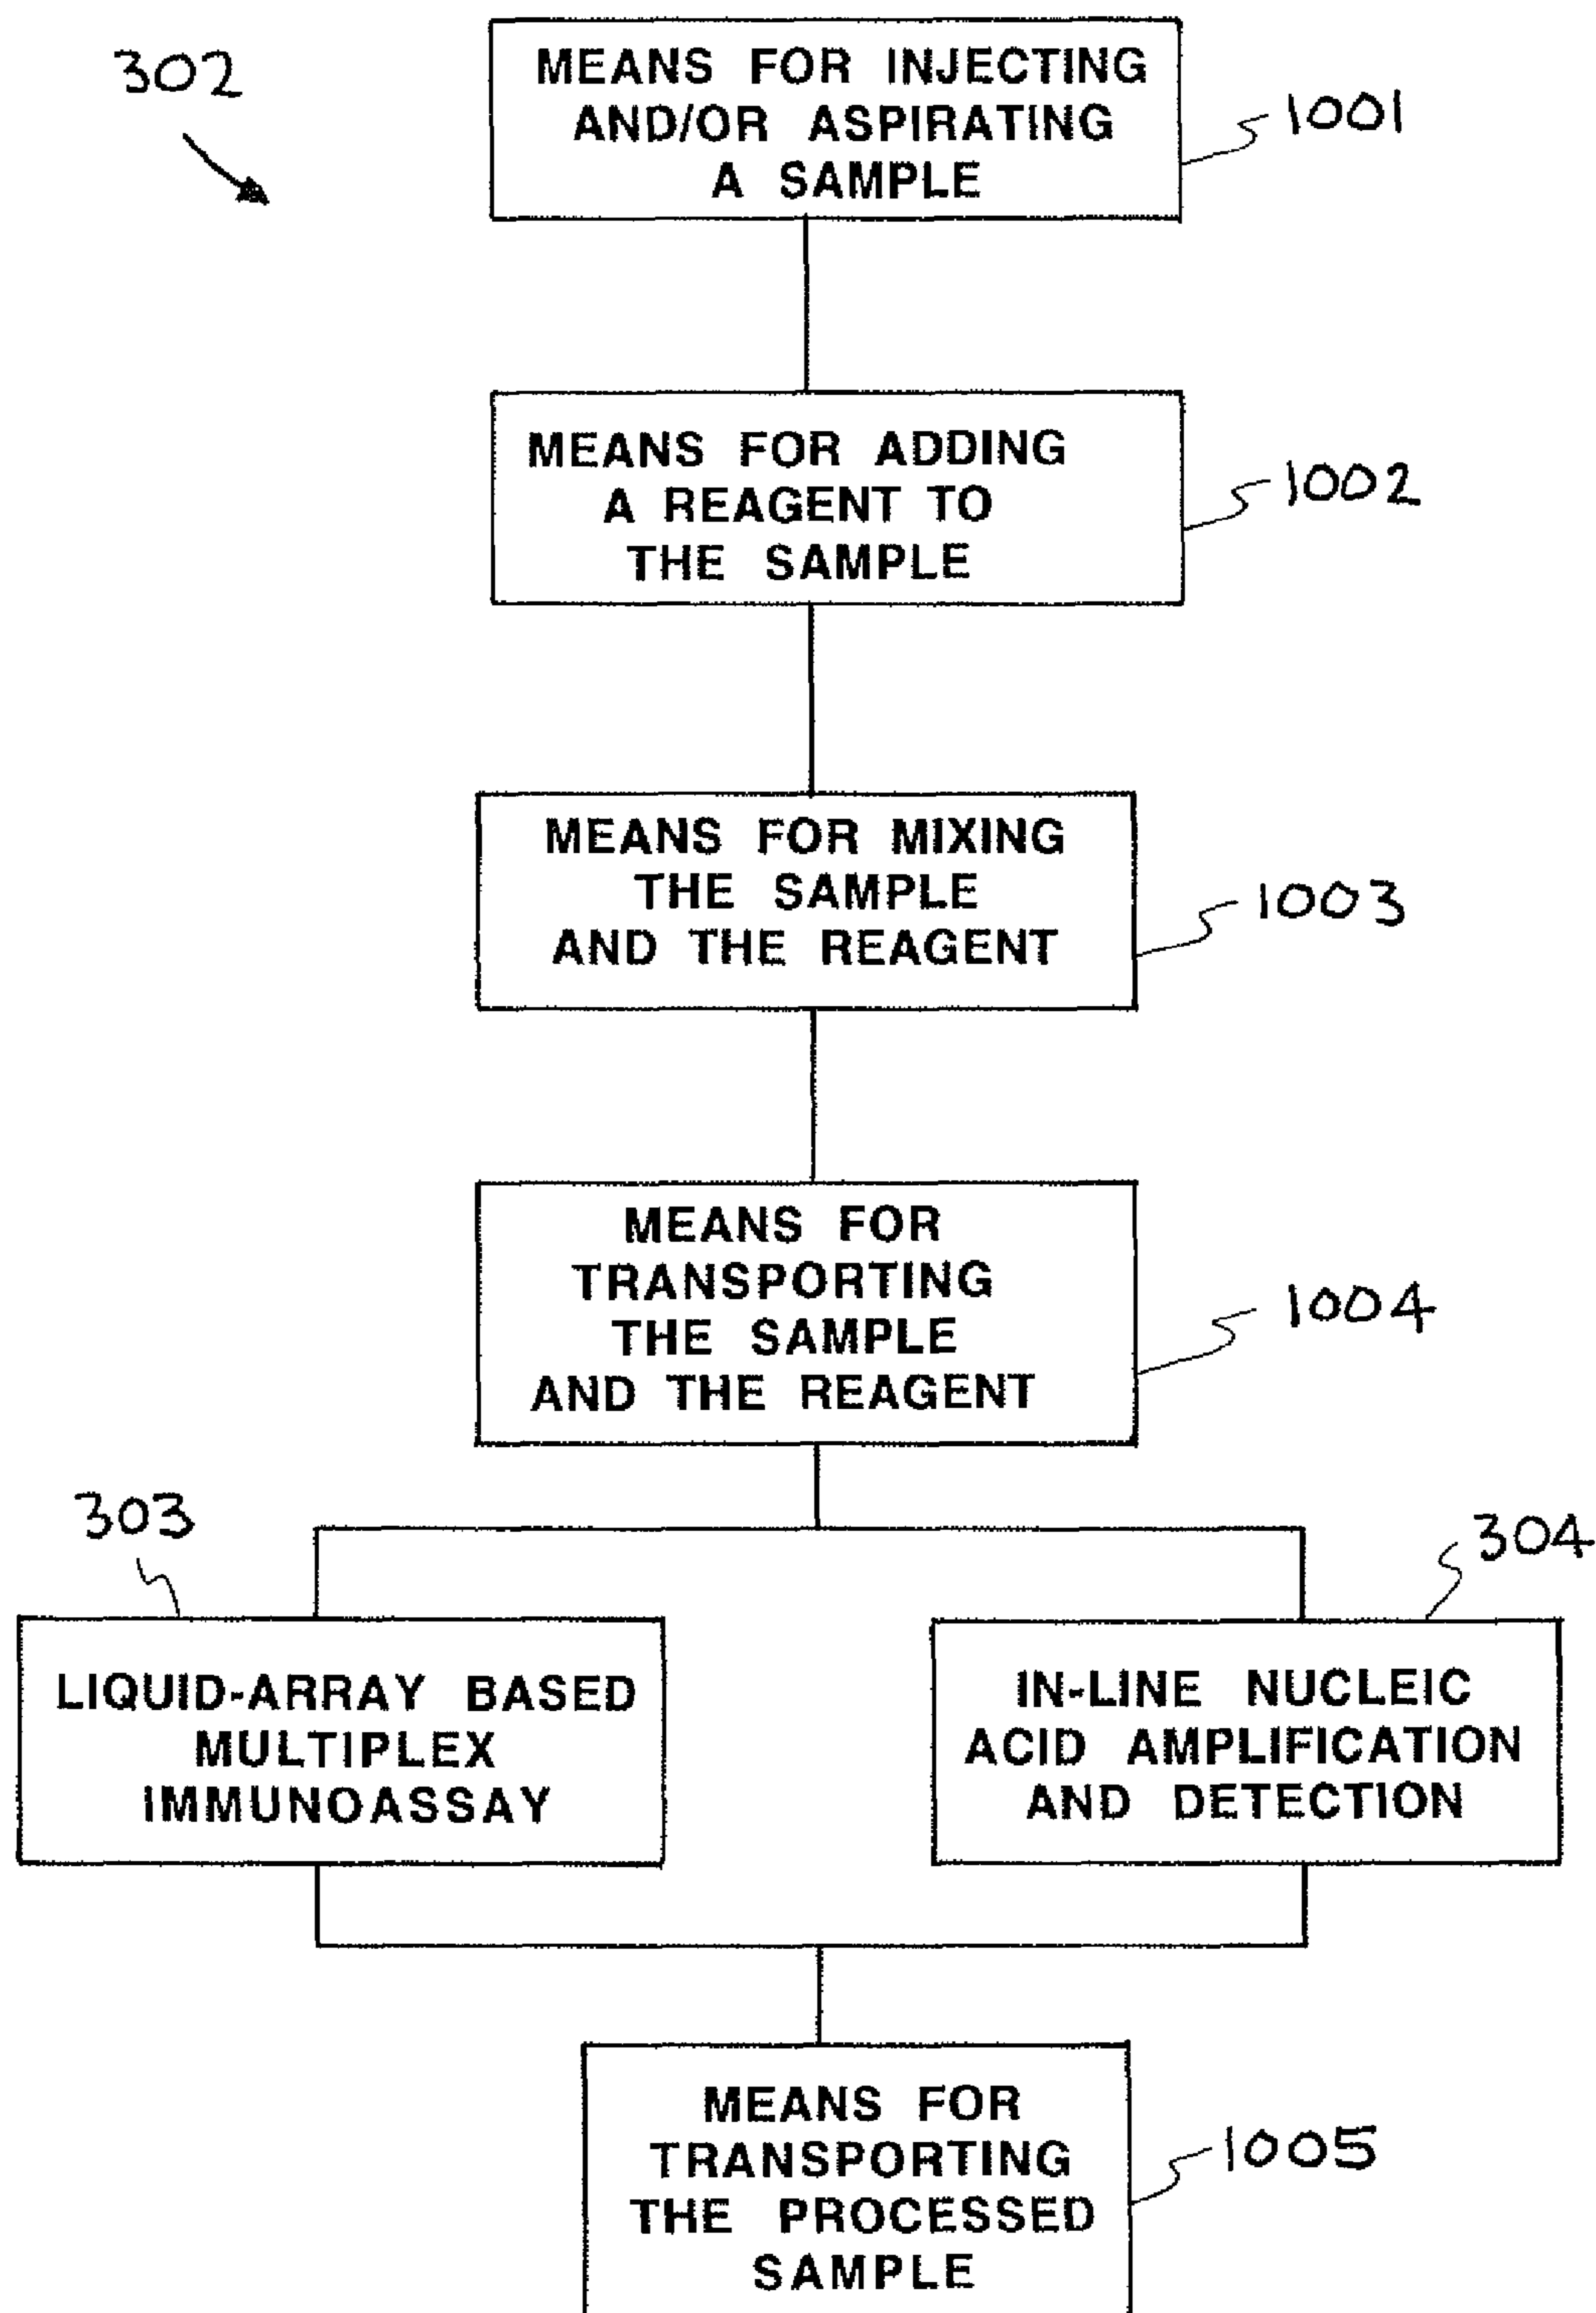 302
MEANS FOR INJECTING
AND/OR ASPIRATING
A SAMPLE
1001
MEANS FOR ADDING
A REAGENT TO
THE SAMPLE
1002
MEANS FOR MIXING
THE SAMPLE
AND THE REAGENT
1003
MEANS FOR
TRANSPORTING
THE SAMPLE
AND THE REAGENT
1004
303
LIQUID-ARRAY BASED
MULTIPLEX
IMMUNOASSAY
304
IN-LINE NUCLEIC
ACID AMPLIFICATION
AND DETECTION
MEANS FOR
TRANSPORTING
THE PROCESSED
SAMPLE
1005